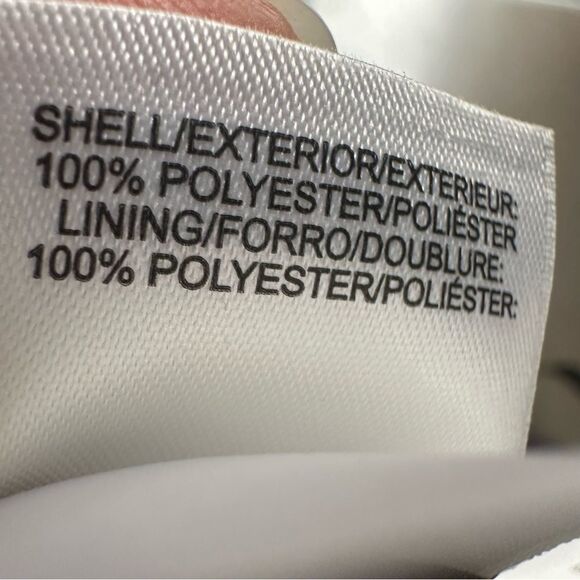 SHELL/EXTERIOR/EXTERIEUR:
100% POLYESTER/POLIÉSTER
LINING/FORRO/DOUBLURE:
100% POLYESTER/POLIÉSTER: